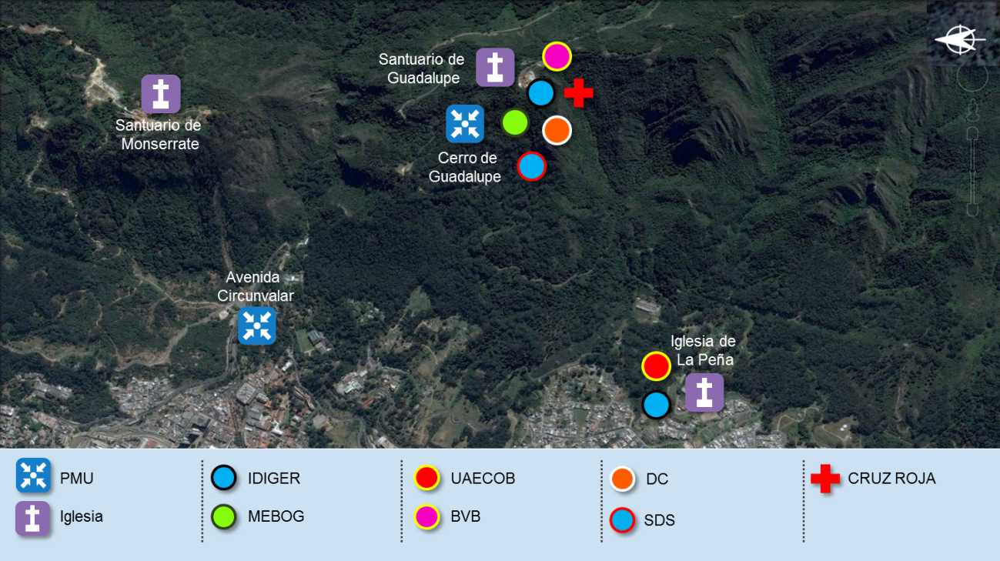 Santuario de
Guadalupe
Santuario de
Monserrate
Cerro de
Guadalupe
Avenida
Circunvalar
Iglesia de
La Peña
PMU
IDIGER
UAECOB
DC
CRUZ ROJA
Iglesia
MEBOG
BVB
SDS